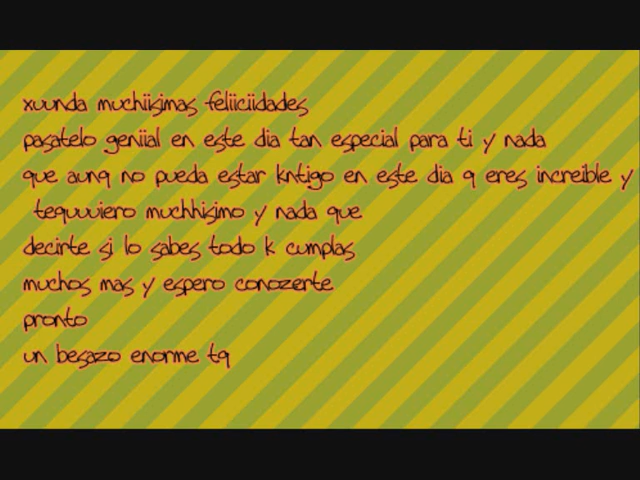 xuunda muchiisimas feliiciidades
pasatelo geniial en este dia tan especial para ti y nada
que aunq no pueda estar kntigo en este dia q eres increible y
tequuuiero muchhisimo y nada que
decirte si lo sabes todo k cumplas
muchos mas y espero conozerte
pronto
un besazo enorme tq